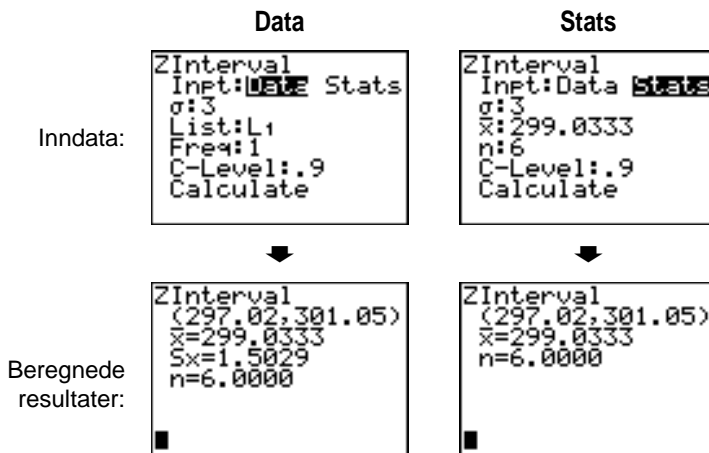 Data
Stats
Inndata:
ZInterval
Inpt:Data Stats
σ:3
List:L1
Freq:1
C-Level:.9
Calculate
ZInterval
Inpt:Data Stats
σ:3
x̄:299.0333
n:6
C-Level:.9
Calculate
Beregnede
resultater:
ZInterval
(297.02,301.05)
x̄=299.0333
Sx=1.5029
n=6.0000
ZInterval
(297.02,301.05)
x̄=299.0333
n=6.0000